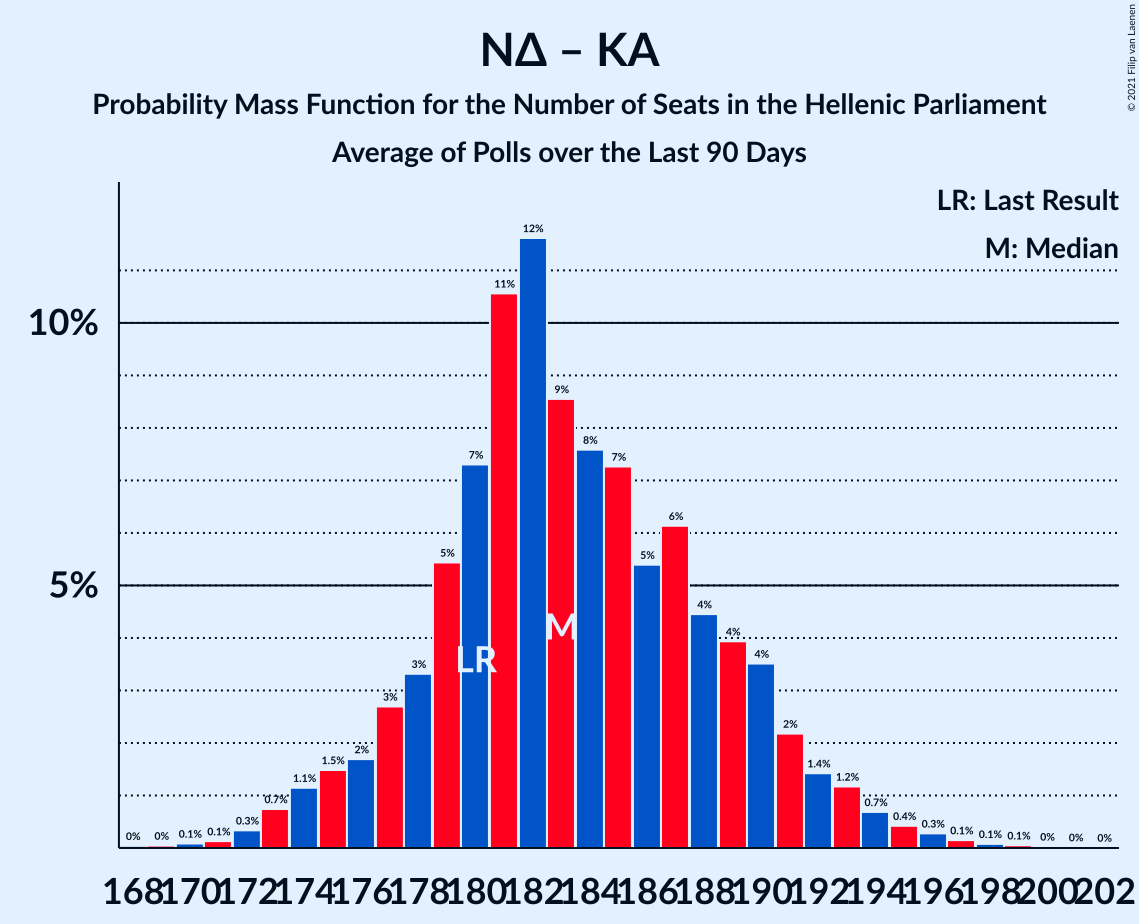 © 2021 Filip van Laenen
ΝΔ – ΚΑ
Probability Mass Function for the Number of Seats in the Hellenic Parliament
Average of Polls over the Last 90 Days
LR: Last Result
M: Median
12%
11%
10%
9%
8%
7%
7%
6%
5%
5%
5%
4%
4%
4%
LR
M
3%
3%
2%
2%
1.5%
1.4%
1.1%
1.2%
0.7%
0.7%
0.3%
0.4%
0.3%
0% 0% 0.1% 0.1% 0.1% 0.1% 0.1% 0% 0% 0%
168 170 172 174 176 178 180 182 184 186 188 190 192 194 196 198 200 202